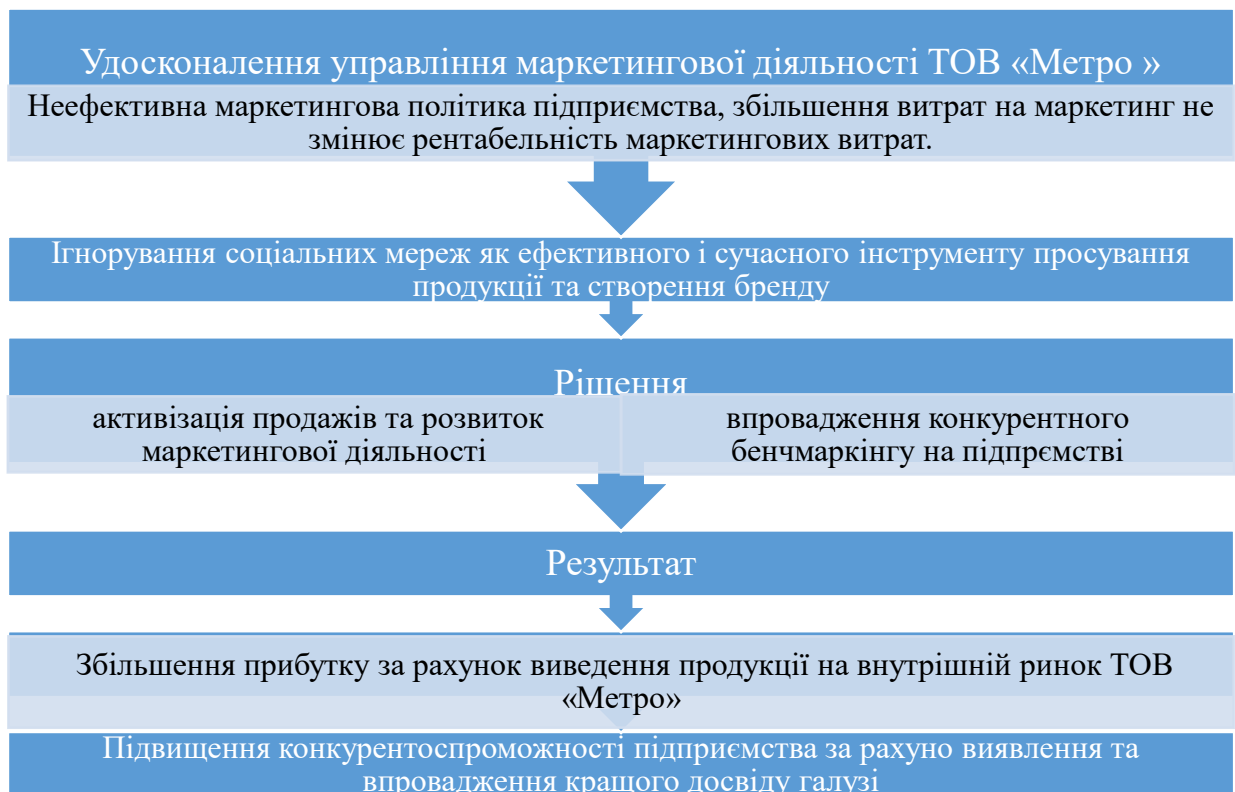 Удосконалення управління маркетингової діяльності ТОВ «Метро »
Неефективна маркетингова політика підприємства, збільшення витрат на маркетинг не
змінює рентабельність маркетингових витрат.
Ігнорування соціальних мереж як ефективного і сучасного інструменту просування
продукції та створення бренду
Рішення
активізація продажів та розвиток
маркетингової діяльності
впровадження конкурентного
бенчмаркінгу на підпрємстві
Результат
Збільшення прибутку за рахунок виведення продукції на внутрішній ринок ТОВ
«Метро»
Підвищення конкурентоспроможності підприємства за рахуно виявлення та
впровадження кращого досвіду галузі